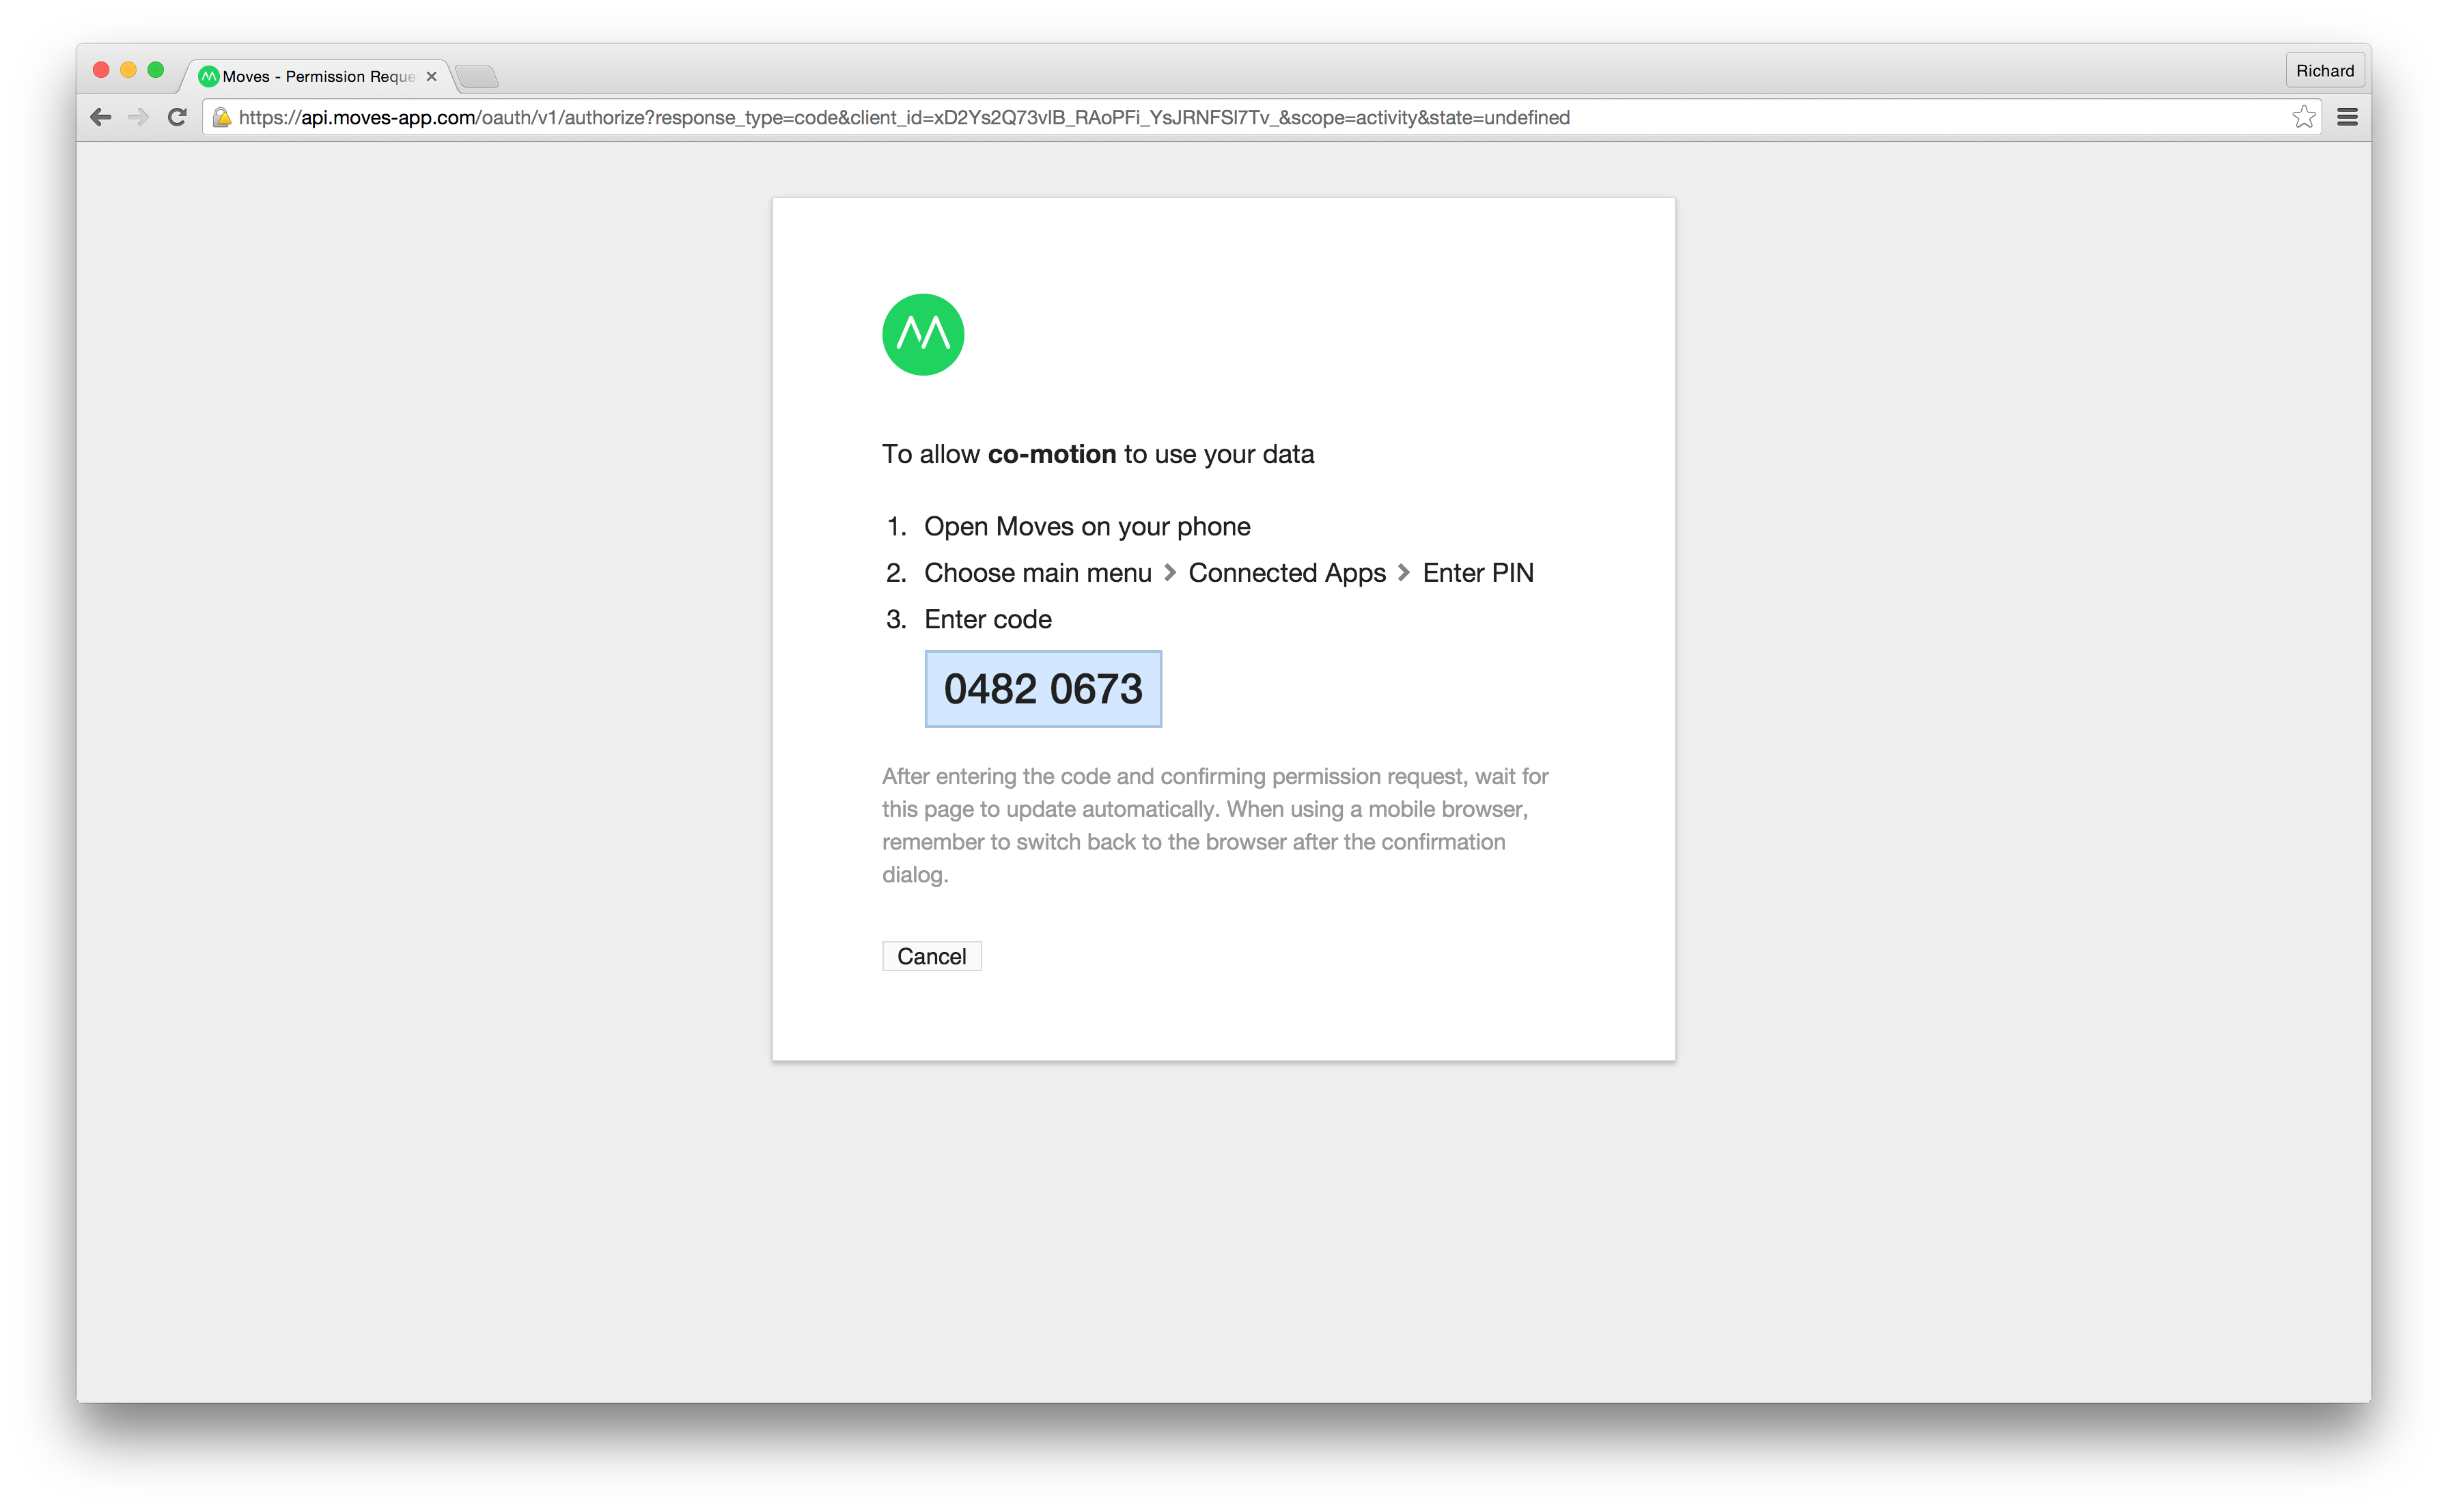 Moves - Permission Reque
Richard
https://api.moves-app.com/oauth/v1/authorize?response_type=code&client_id=xD2Ys2Q73vlB_RAoPFi_YsJRNFSl7Tv_&scope=activity&state=undefined
To allow co-motion to use your data
1. Open Moves on your phone
2. Choose main menu > Connected Apps > Enter PIN
3. Enter code
0482 0673
After entering the code and confirming permission request, wait for
this page to update automatically. When using a mobile browser,
remember to switch back to the browser after the confirmation
dialog.
Cancel